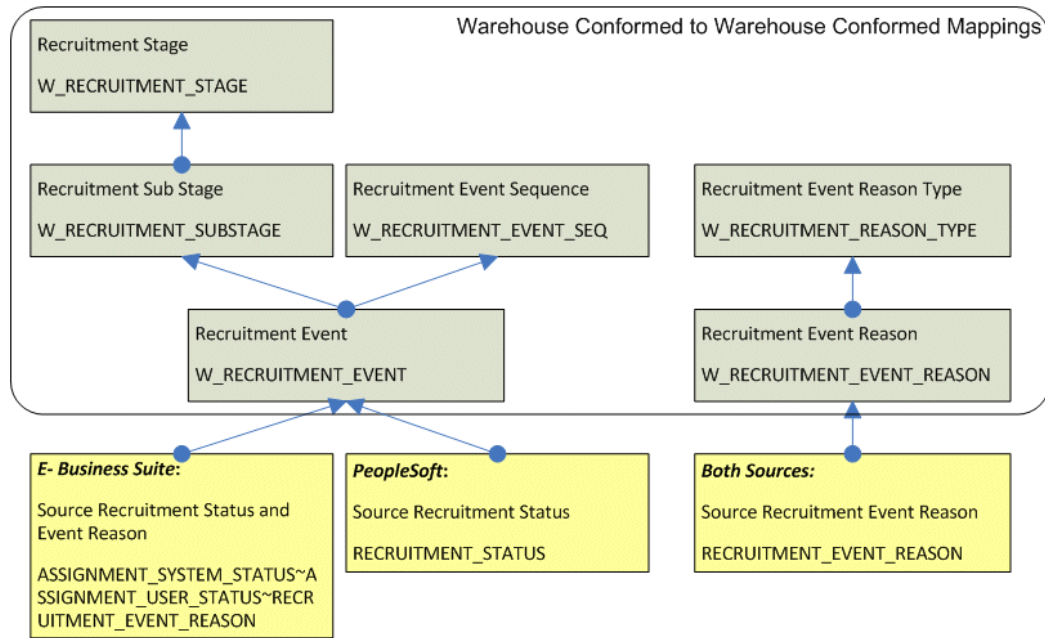 Warehouse Conformed to Warehouse Conformed Mappings
Recruitment Stage
W_RECRUITMENT_STAGE
Recruitment Sub Stage
W_RECRUITMENT_SUBSTAGE
Recruitment Event Sequence
W_RECRUITMENT_EVENT_SEQ
Recruitment Event Reason Type
W_RECRUITMENT_REASON_TYPE
Recruitment Event
W_RECRUITMENT_EVENT
Recruitment Event Reason
W_RECRUITMENT_EVENT_REASON
E- Business Suite:
Source Recruitment Status and
Event Reason
ASSIGNMENT_SYSTEM_STATUS~A
SSIGNMENT_USER_STATUS~RECR
UITMENT_EVENT_REASON
PeopleSoft:
Source Recruitment Status
RECRUITMENT_STATUS
Both Sources:
Source Recruitment Event Reason
RECRUITMENT_EVENT_REASON